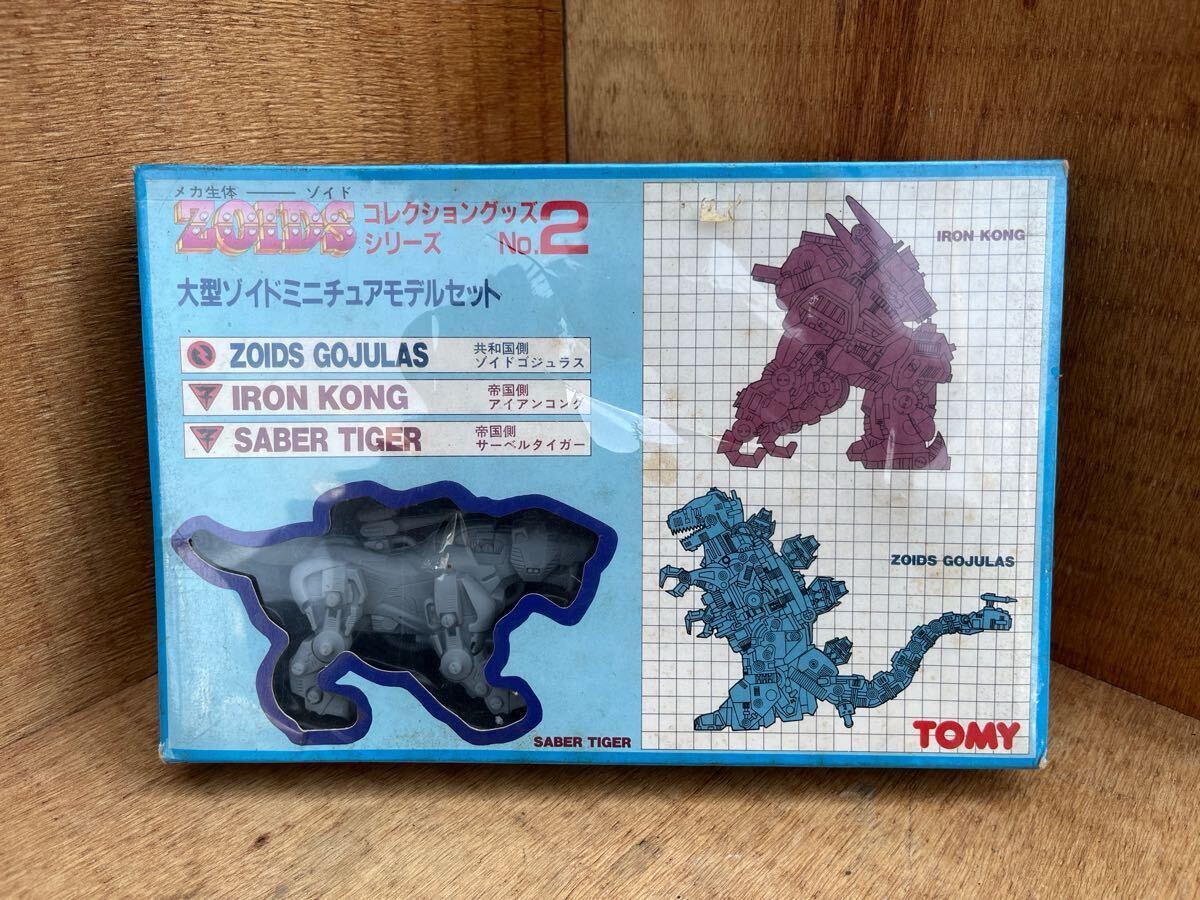 メカ生体 ―― ゾイド
ZOIDS
コレクショングッズ
シリーズ No.2
大型ゾイドミニチュアモデルセット
ZOIDS GOJULAS
共和国側
ゾイドゴジュラス
IRON KONG
帝国側
アイアンコング
SABER TIGER
帝国側
サーベルタイガー
SABER TIGER
IRON KONG
ZOIDS GOJULAS
TOMY